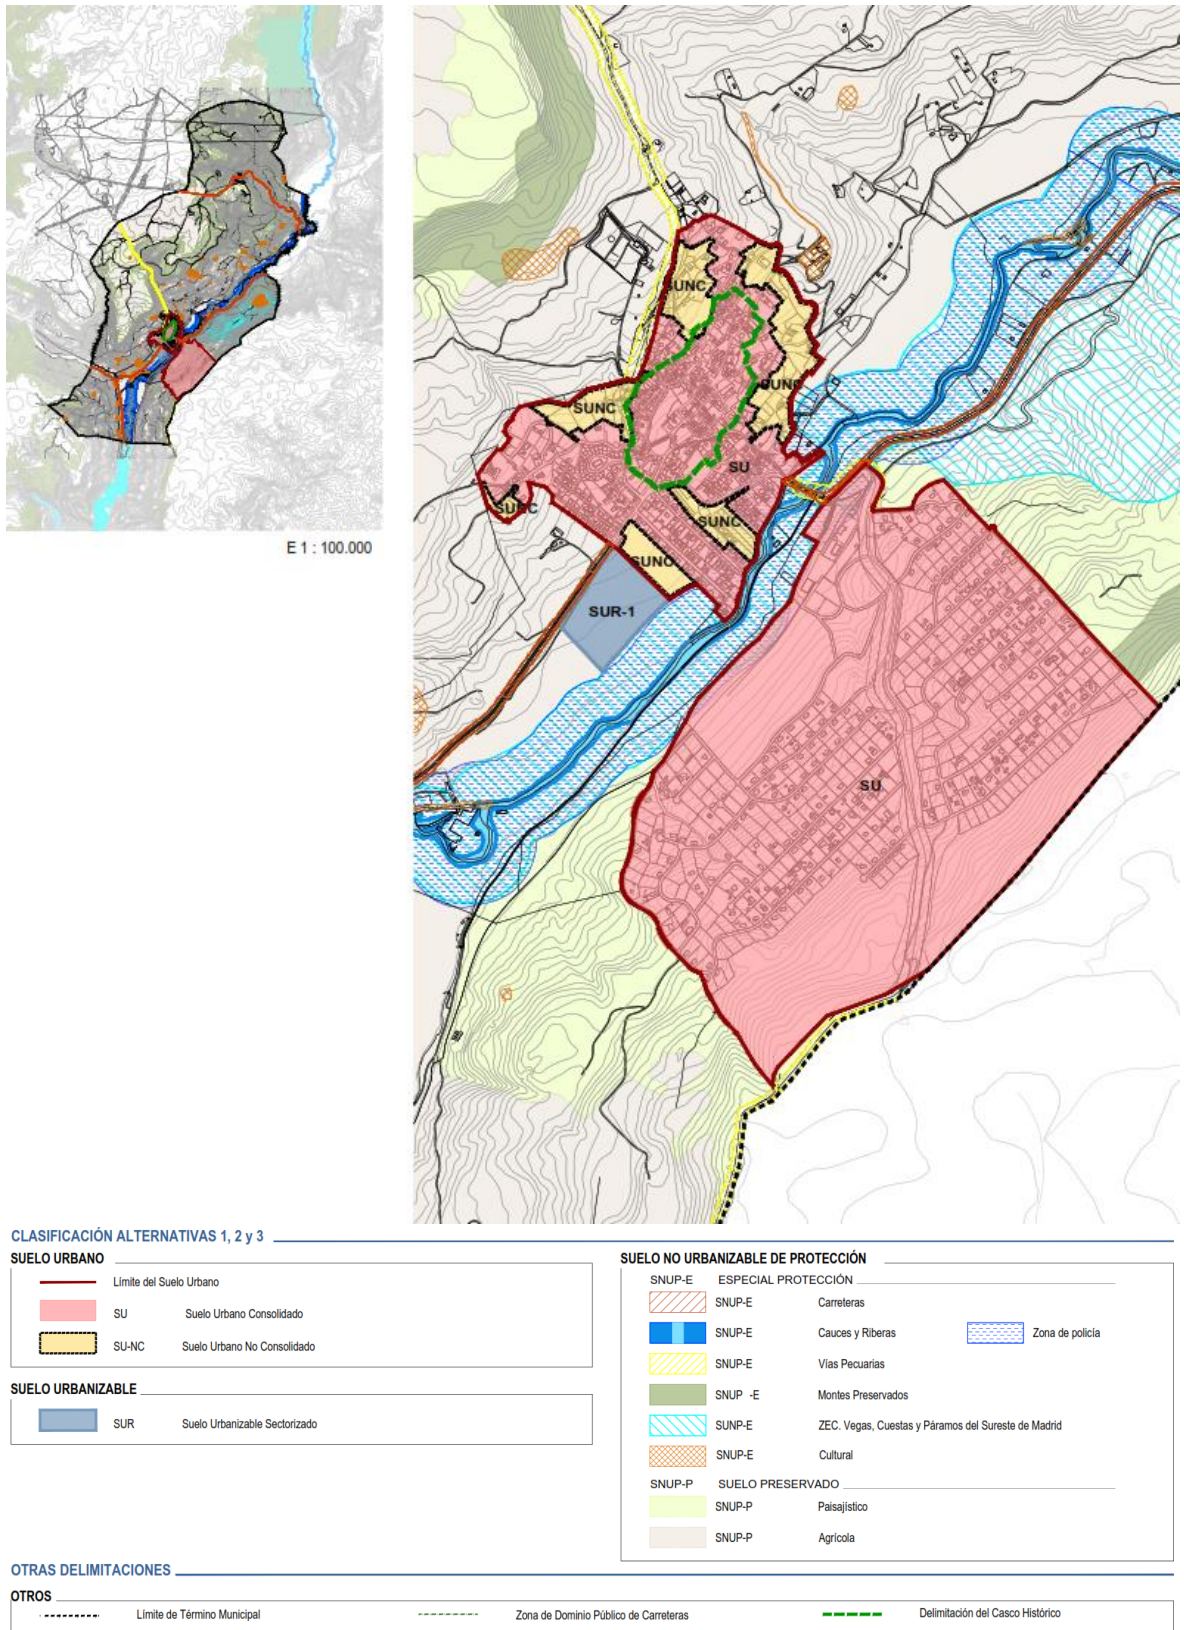 E 1 : 100.000
SUNC
SUNC
SUNC
SU
SUNC
SUNC
SUNC
SUR-1
SU
CLASIFICACIÓN ALTERNATIVAS 1, 2 y 3
SUELO URBANO
Límite del Suelo Urbano
SU Suelo Urbano Consolidado
SU-NC Suelo Urbano No Consolidado
SUELO URBANIZABLE
SUR Suelo Urbanizable Sectorizado
SUELO NO URBANIZABLE DE PROTECCIÓN
SNUP-E ESPECIAL PROTECCIÓN
SNUP-E Carreteras
SNUP-E Cauces y Riberas Zona de policía
SNUP-E Vías Pecuarias
SNUP -E Montes Preservados
SUNP-E ZEC. Vegas, Cuestas y Páramos del Sureste de Madrid
SNUP-E Cultural
SNUP-P SUELO PRESERVADO
SNUP-P Paisajístico
SNUP-P Agrícola
OTRAS DELIMITACIONES
OTROS
Límite de Término Municipal Zona de Dominio Público de Carreteras Delimitación del Casco Histórico